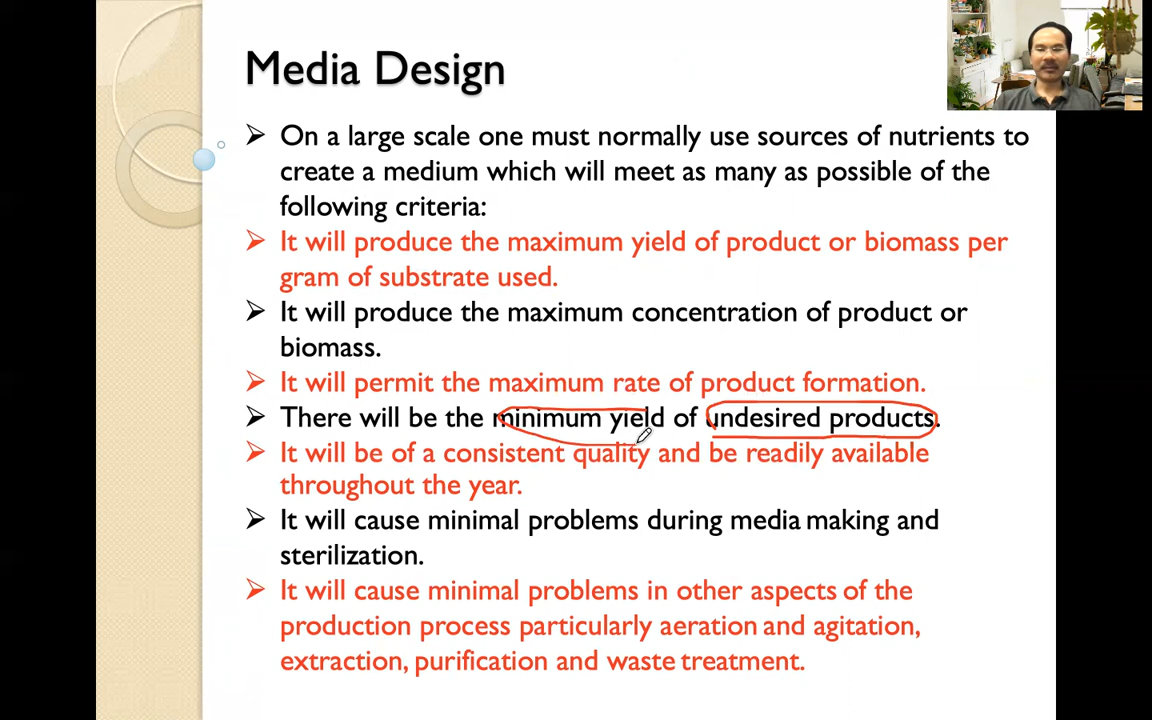 Media Design
➢ On a large scale one must normally use sources of nutrients to
create a medium which will meet as many as possible of the
following criteria:
➢ It will produce the maximum yield of product or biomass per
gram of substrate used.
➢ It will produce the maximum concentration of product or
biomass.
➢ It will permit the maximum rate of product formation.
➢ There will be the minimum yield of undesired products.
➢ It will be of a consistent quality and be readily available
throughout the year.
➢ It will cause minimal problems during media making and
sterilization.
➢ It will cause minimal problems in other aspects of the
production process particularly aeration and agitation,
extraction, purification and waste treatment.